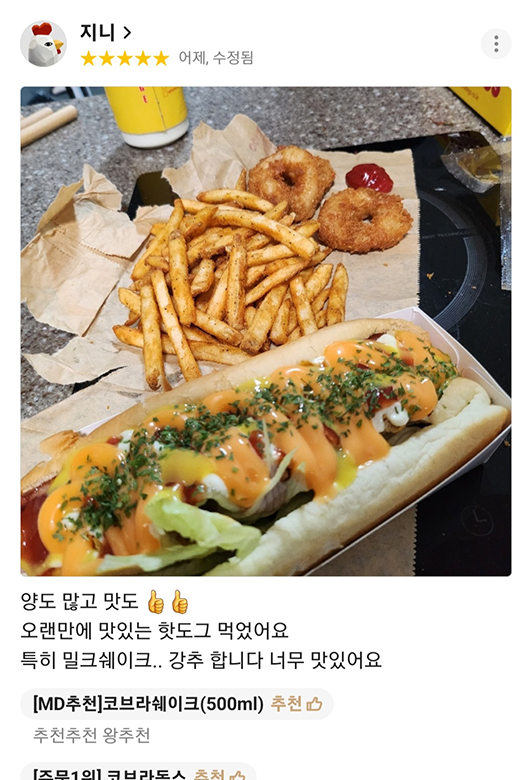 지니
어제, 수정됨
양도 많고 맛도 👍👍
오랜만에 맛있는 핫도그 먹었어요
특히 밀크쉐이크.. 강추 합니다 너무 맛있어요
[MD추천]코브라쉐이크(500ml) 추천
추천추천 왕추천
[주문1위] 코브라독스 추천